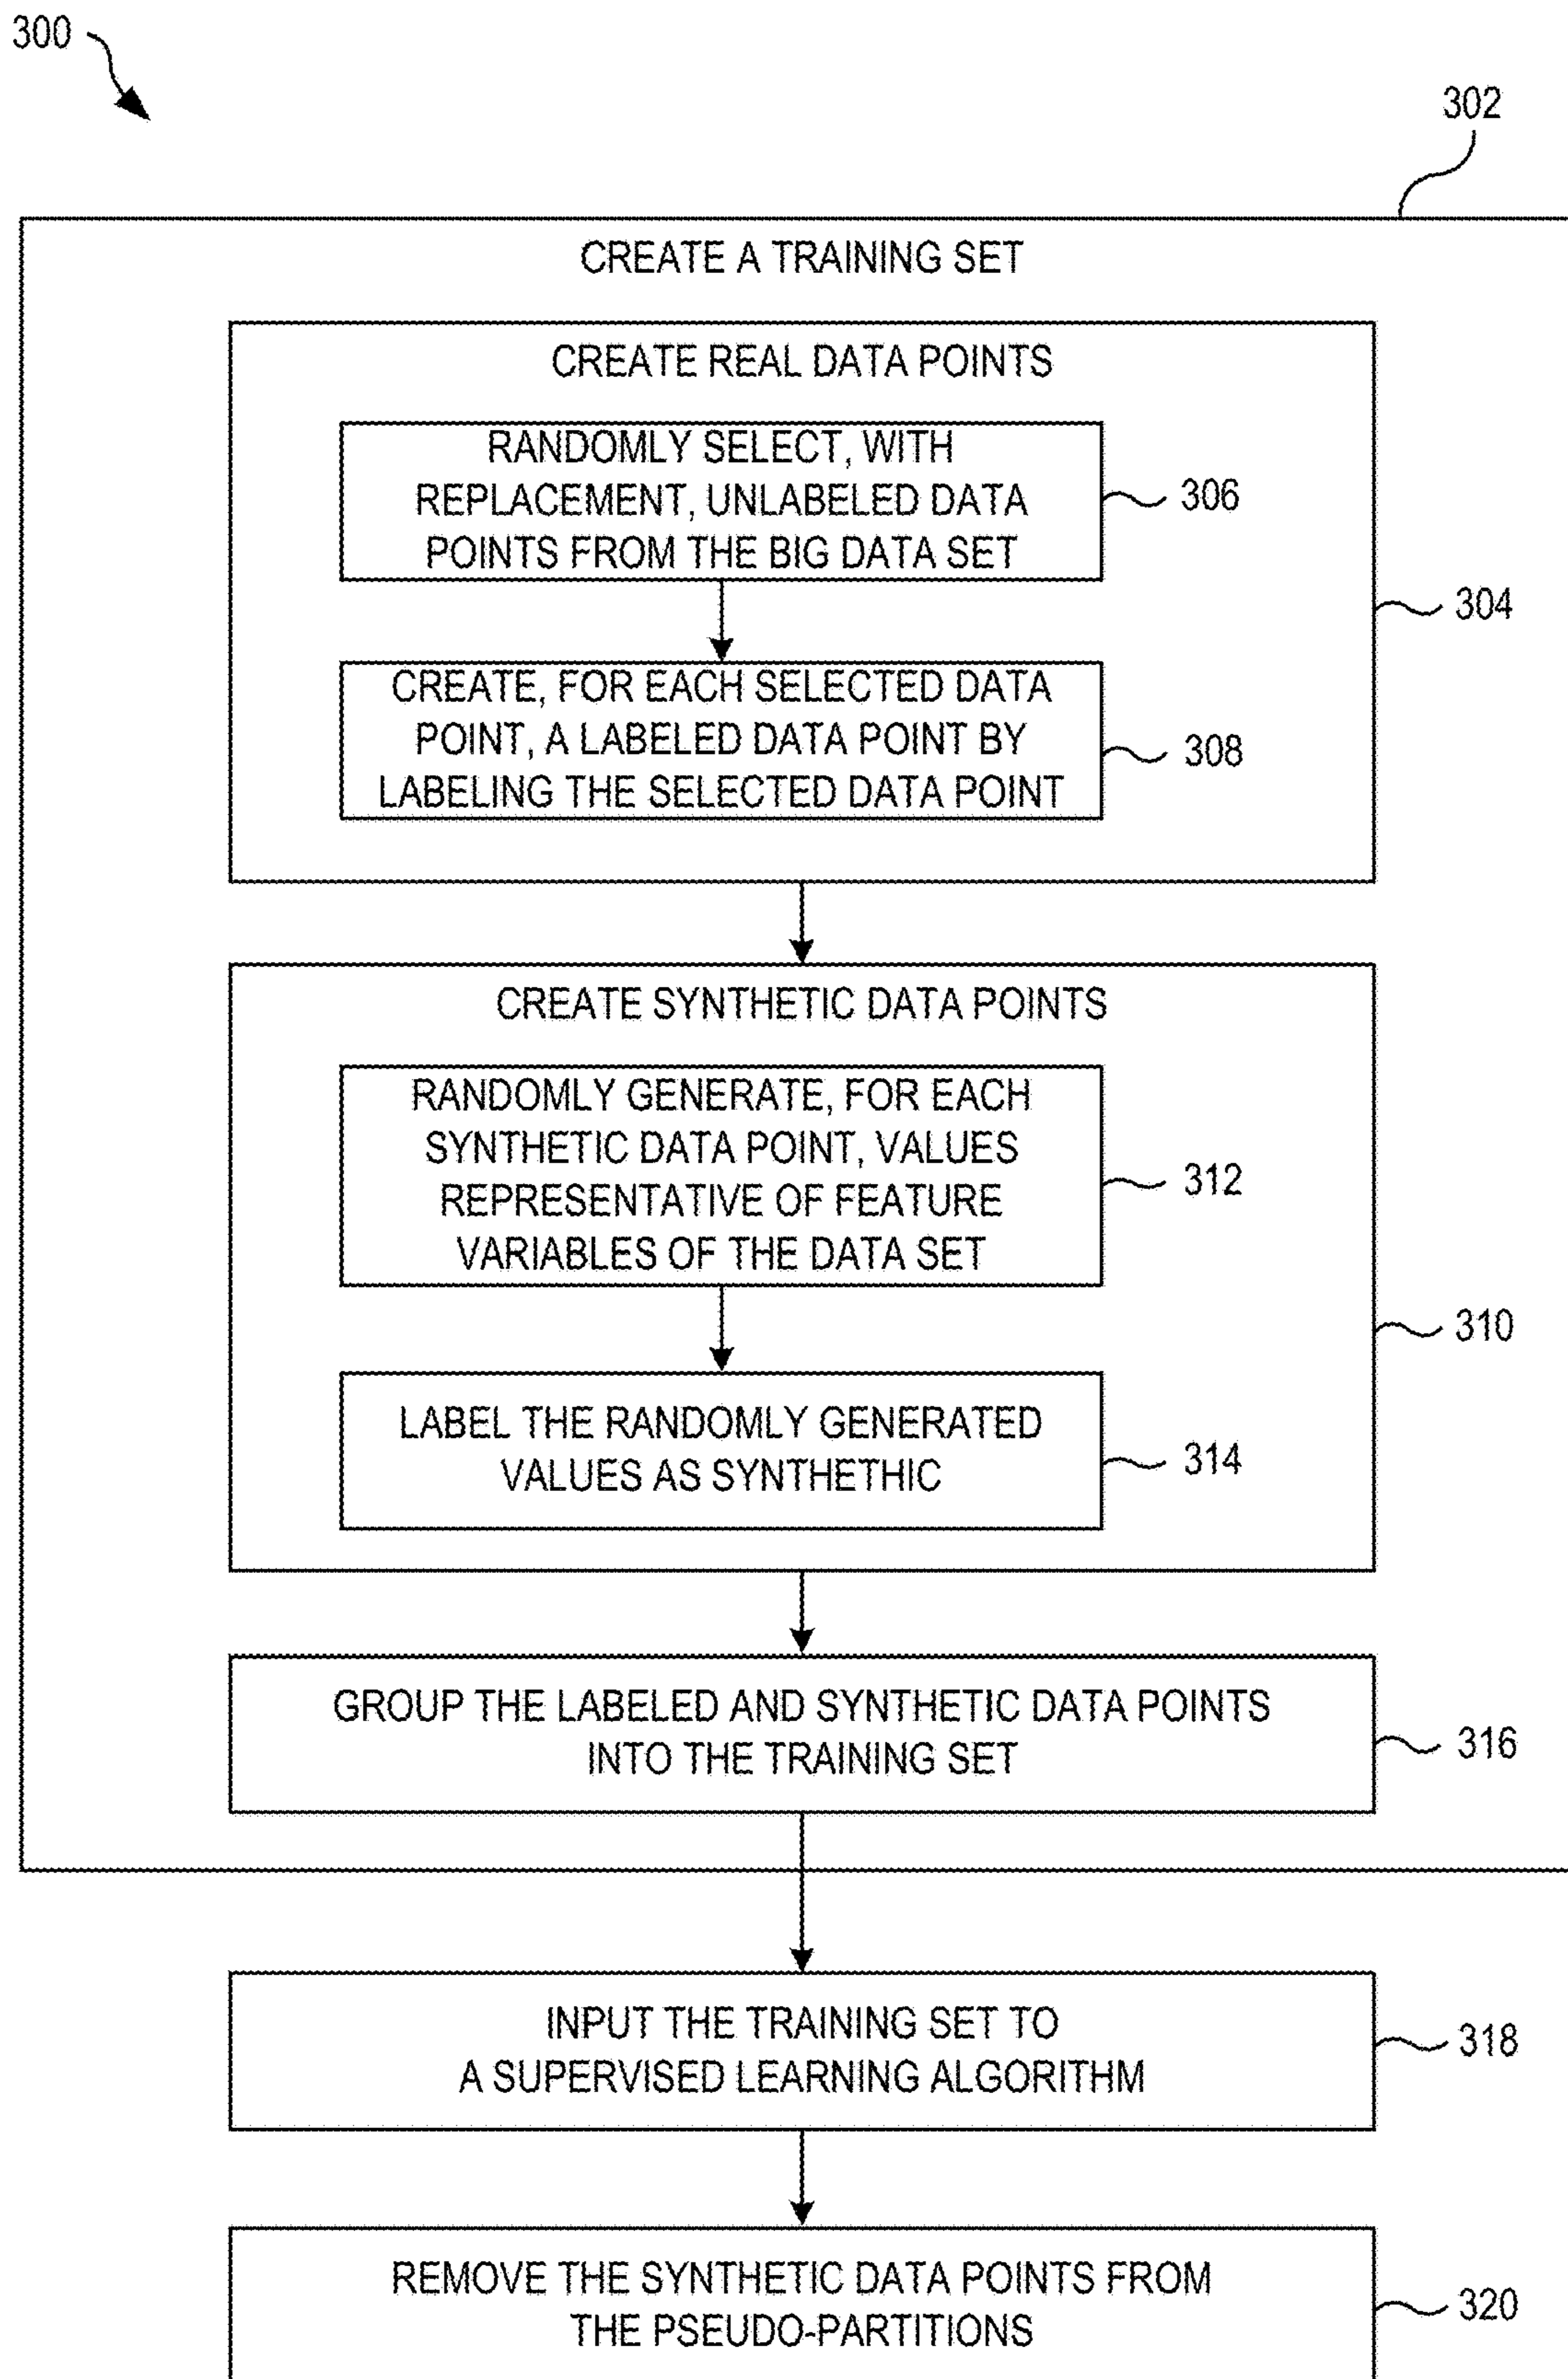 300
302
CREATE A TRAINING SET
CREATE REAL DATA POINTS
RANDOMLY SELECT, WITH
REPLACEMENT, UNLABELED DATA
POINTS FROM THE BIG DATA SET
306
304
CREATE, FOR EACH SELECTED DATA
POINT, A LABELED DATA POINT BY
LABELING THE SELECTED DATA POINT
308
CREATE SYNTHETIC DATA POINTS
RANDOMLY GENERATE, FOR EACH
SYNTHETIC DATA POINT, VALUES
REPRESENTATIVE OF FEATURE
VARIABLES OF THE DATA SET
312
310
LABEL THE RANDOMLY GENERATED
VALUES AS SYNTHETHIC
314
GROUP THE LABELED AND SYNTHETIC DATA POINTS
INTO THE TRAINING SET
316
INPUT THE TRAINING SET TO
A SUPERVISED LEARNING ALGORITHM
318
REMOVE THE SYNTHETIC DATA POINTS FROM
THE PSEUDO-PARTITIONS
320